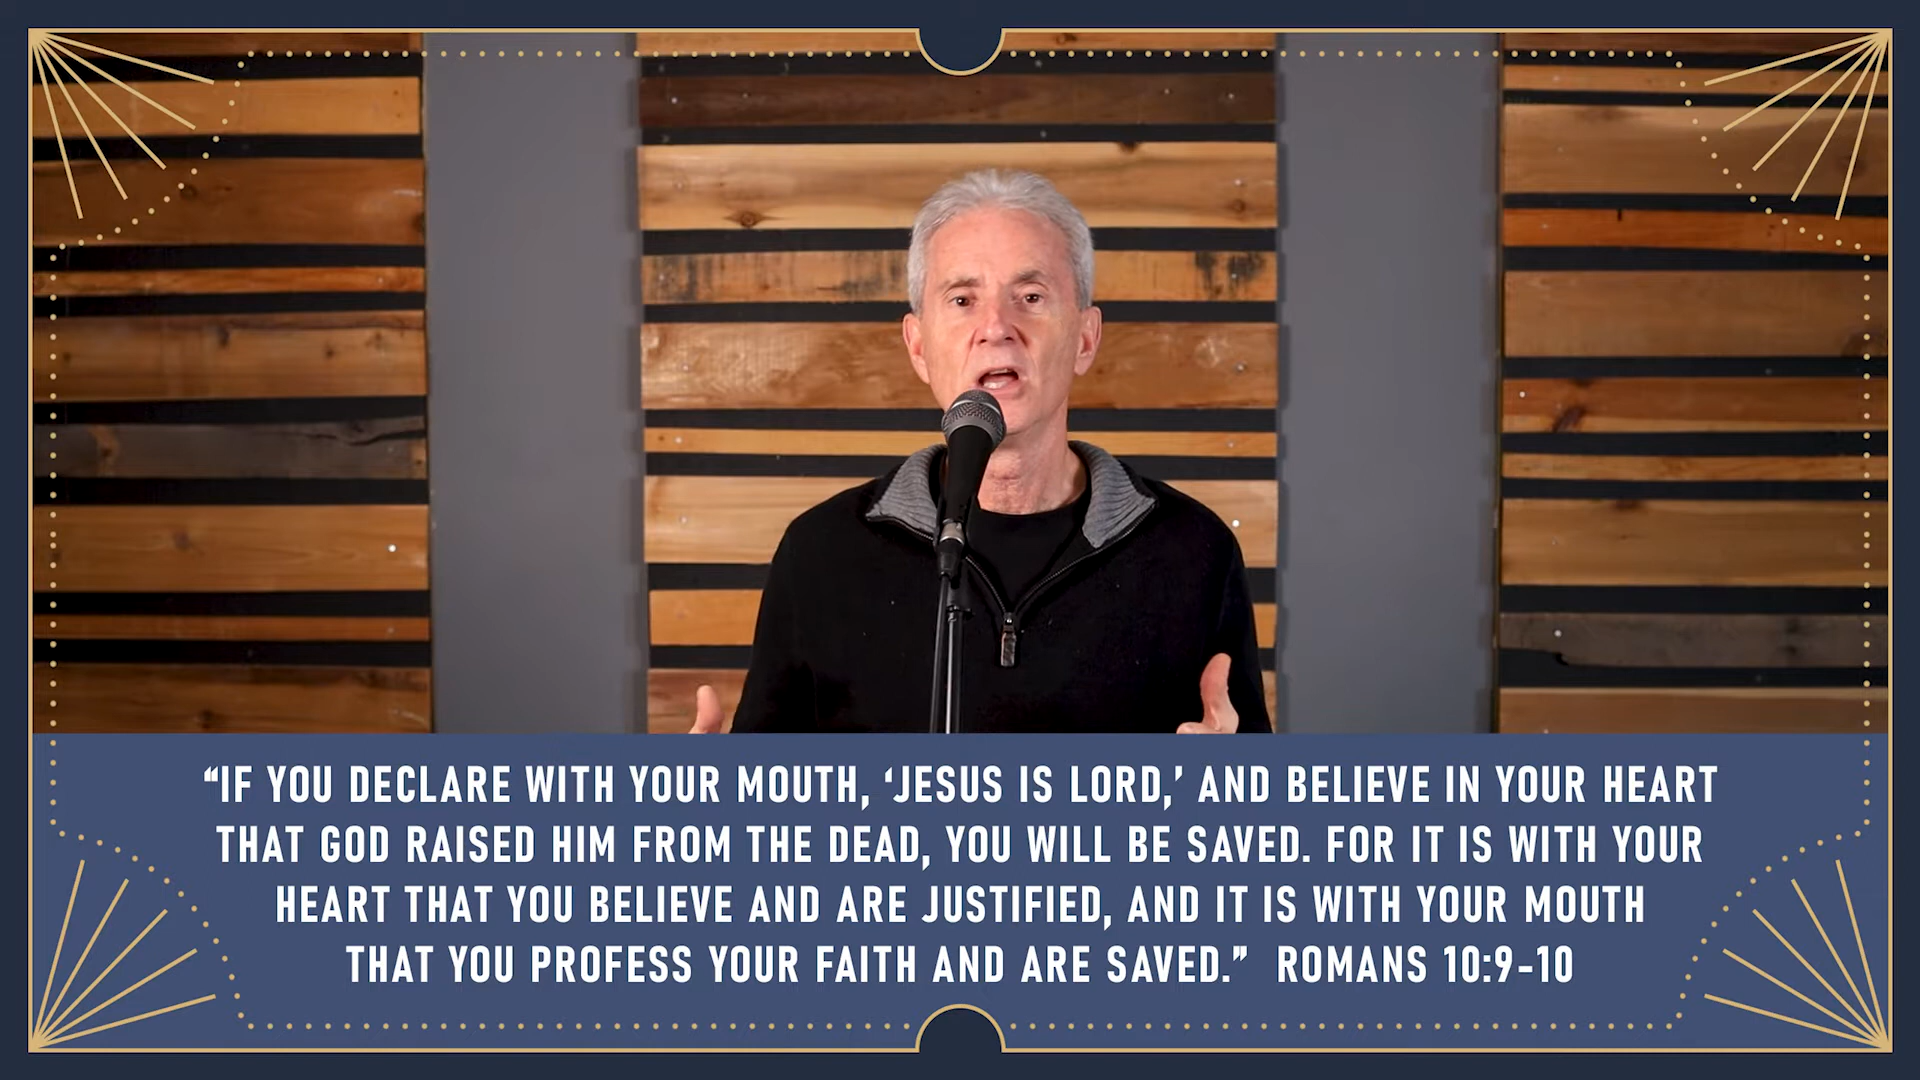 “IF YOU DECLARE WITH YOUR MOUTH, ‘JESUS IS LORD,’ AND BELIEVE IN YOUR HEART
THAT GOD RAISED HIM FROM THE DEAD, YOU WILL BE SAVED. FOR IT IS WITH YOUR
HEART THAT YOU BELIEVE AND ARE JUSTIFIED, AND IT IS WITH YOUR MOUTH
THAT YOU PROFESS YOUR FAITH AND ARE SAVED.” ROMANS 10:9-10